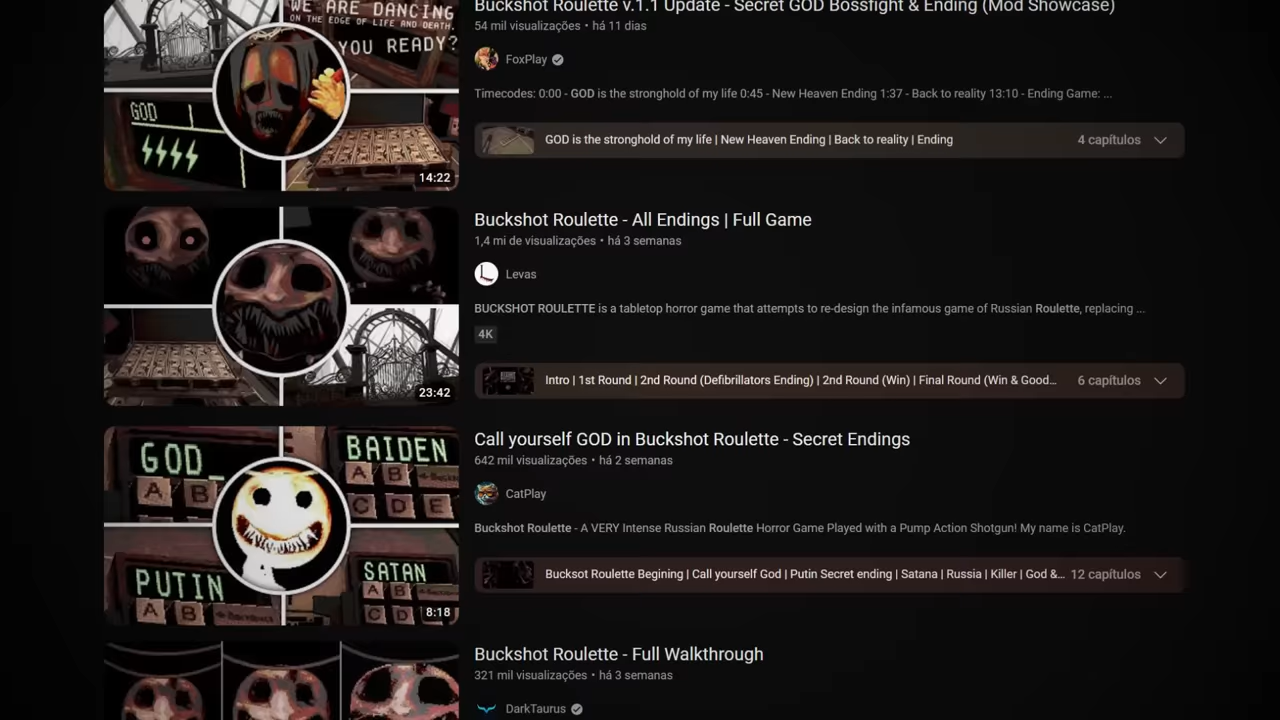 Buckshot Roulette v.1.1 Update - Secret GOD Bossfight & Ending (Mod Showcase)
54 mil visualizações • há 11 dias
FoxPlay
Timecodes: 0:00 - GOD is the stronghold of my life 0:45 - New Heaven Ending 1:37 - Back to reality 13:10 - Ending Game: ...
GOD is the stronghold of my life | New Heaven Ending | Back to reality | Ending
4 capítulos
WE ARE DANCING
ON THE EDGE OF LIFE AND DEATH.
YOU READY?
GOD
14:22
Buckshot Roulette - All Endings | Full Game
1,4 mi de visualizações • há 3 semanas
Levas
BUCKSHOT ROULETTE is a tabletop horror game that attempts to re-design the infamous game of Russian Roulette, replacing ...
4K
Intro | 1st Round | 2nd Round (Defibrillators Ending) | 2nd Round (Win) | Final Round (Win & Good...
6 capítulos
23:42
Call yourself GOD in Buckshot Roulette - Secret Endings
642 mil visualizações • há 2 semanas
CatPlay
Buckshot Roulette - A VERY Intense Russian Roulette Horror Game Played with a Pump Action Shotgun! My name is CatPlay.
Bucksot Roulette Begining | Call yourself God | Putin Secret ending | Satana | Russia | Killer | God &...
12 capítulos
GOD_
A B
BAIDEN
A B
C D E
PUTIN
A B
SATAN
A B
C D
8:18
Buckshot Roulette - Full Walkthrough
321 mil visualizações • há 3 semanas
DarkTaurus